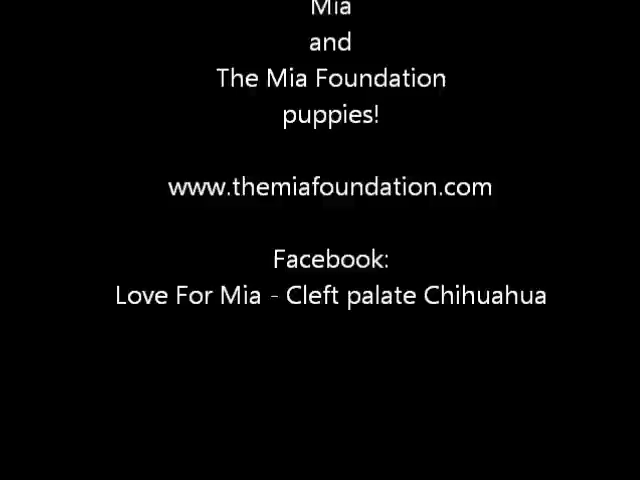 Mia
and
The Mia Foundation
puppies!
www.themiafoundation.com
Facebook:
Love For Mia - Cleft palate Chihuahua